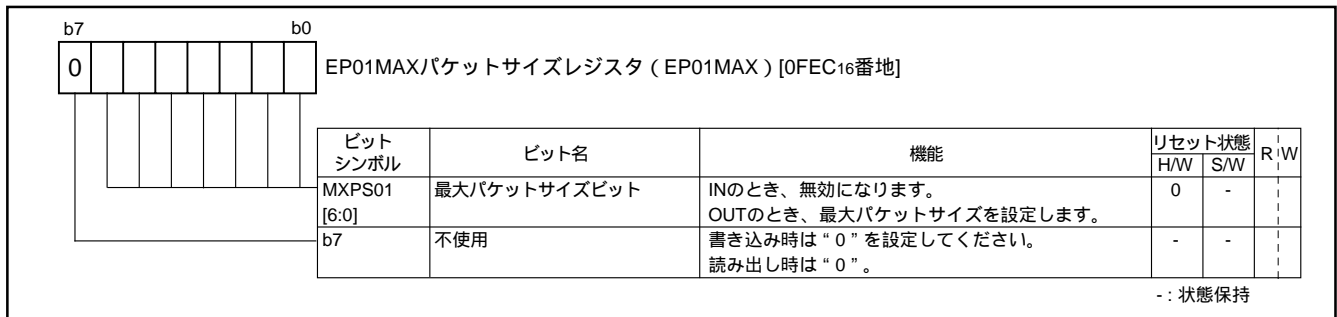 b7 b0
0 EP01MAXパケットサイズレジスタ（EP01MAX）[0FEC16番地]
ビットシンボル ビット名 機能 リセット状態 H/W S/W R W
MXPS01 [6:0] 最大パケットサイズビット INのとき、無効になります。 0 -
OUTのとき、最大パケットサイズを設定します。
b7 不使用 書き込み時は“0”を設定してください。 - -
読み出し時は“0”。
-：状態保持